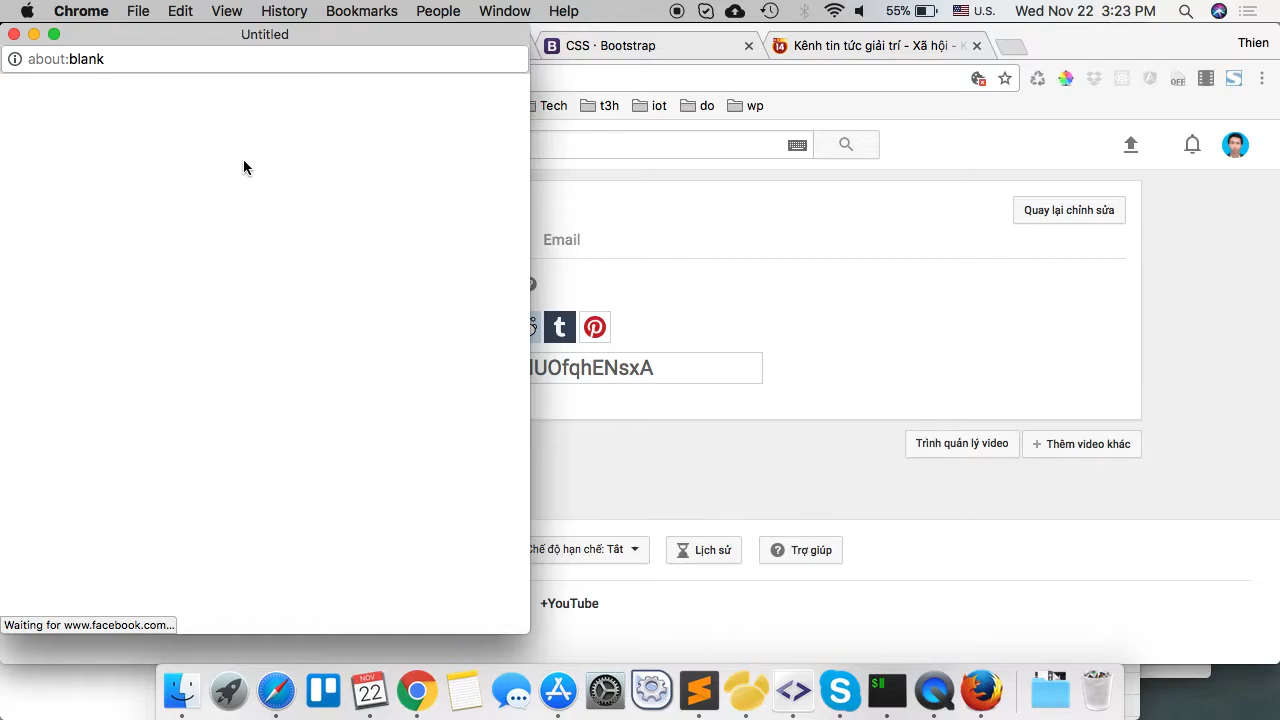 Chrome File Edit View History Bookmarks People Window Help 55% U.S. Wed Nov 22 3:23 PM
Untitled
about:blank
CSS · Bootstrap
Kênh tin tức giải trí - Xã hội -
Thien
OFF
Tech t3h iot do wp
Quay lại chỉnh sửa
Email
t
UOfqhENsxA
Trình quản lý video
+ Thêm video khác
Chế độ hạn chế: Tắt
Lịch sử
Trợ giúp
+YouTube
Waiting for www.facebook.com...
NOV
22